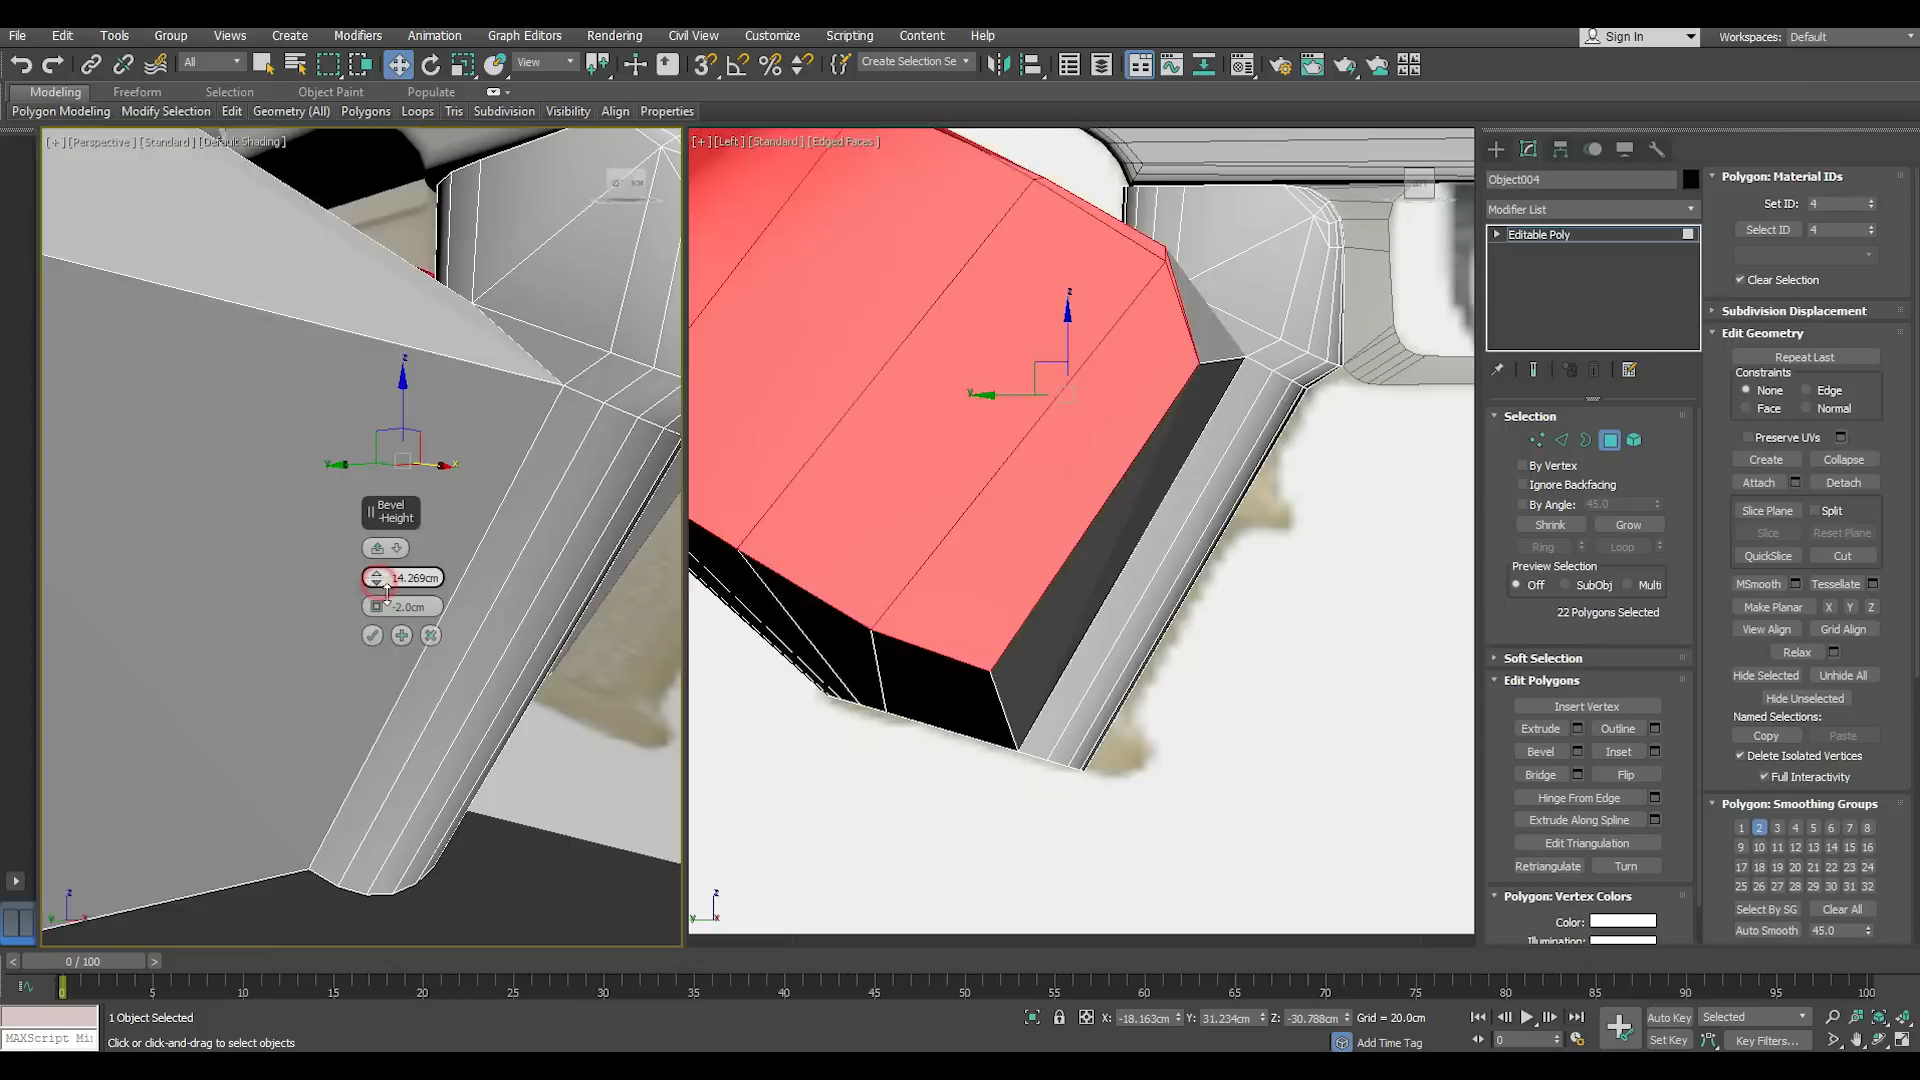 File Edit Tools Group Views Create Modifiers Animation Graph Editors Rendering Civil View Customize Scripting Content Help Sign In Workspaces: Default
All View Create Selection Se
Modeling Freeform Selection Object Paint Populate
Polygon Modeling Modify Selection Edit Geometry (All) Polygons Loops Tris Subdivision Visibility Align Properties
[+] [Perspective] [Standard] [Default Shading]
[+] [Left] [Standard] [Edged Faces]
Object004
Modifier List
Editable Poly
Selection
By Vertex
Ignore Backfacing
By Angle: 45.0
Shrink Grow
Ring Loop
Preview Selection
Off SubObj Multi
22 Polygons Selected
Soft Selection
Edit Polygons
Insert Vertex
Extrude Outline
Bevel Inset
Bridge Flip
Hinge From Edge
Extrude Along Spline
Edit Triangulation
Retriangulate Turn
Polygon: Vertex Colors
Color:
Illumination:
Polygon: Material IDs
Set ID: 4
Select ID 4
Clear Selection
Subdivision Displacement
Edit Geometry
Repeat Last
Constraints
None Edge
Face Normal
Preserve UVs
Create Collapse
Attach Detach
Slice Plane Split
Slice Reset Plane
QuickSlice Cut
MSmooth Tessellate
Make Planar X Y Z
View Align Grid Align
Relax
Hide Selected Unhide All
Hide Unselected
Named Selections:
Copy Paste
Delete Isolated Vertices
Full Interactivity
Polygon: Smoothing Groups
1 2 3 4 5 6 7 8
9 10 11 12 13 14 15 16
17 18 19 20 21 22 23 24
25 26 27 28 29 30 31 32
Select By SG Clear All
Auto Smooth 45.0
z
y x
Bevel
-Height
14.269cm
-2.0cm
z
y
z
y x
z
y x
< 0 / 100 >
0 5 10 15 20 25 30 35 40 45 50 55 60 65 70 75 80 85 90 95 100
1 Object Selected X: -18.163cm Y: 31.234cm Z: -30.788cm Grid = 20.0cm Auto Key Selected
MAXScript Mi Click or click-and-drag to select objects Add Time Tag 0 Set Key Key Filters...